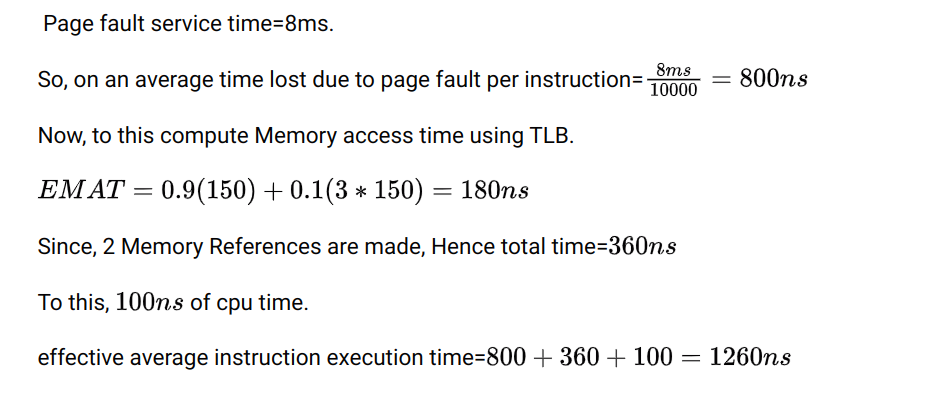 Page fault service time=8ms.
So, on an average time lost due to page fault per instruction=\frac{8ms}{10000} = 800ns
Now, to this compute Memory access time using TLB.
EMAT = 0.9(150) + 0.1(3 * 150) = 180ns
Since, 2 Memory References are made, Hence total time=360ns
To this, 100ns of cpu time.
effective average instruction execution time=800 + 360 + 100 = 1260ns